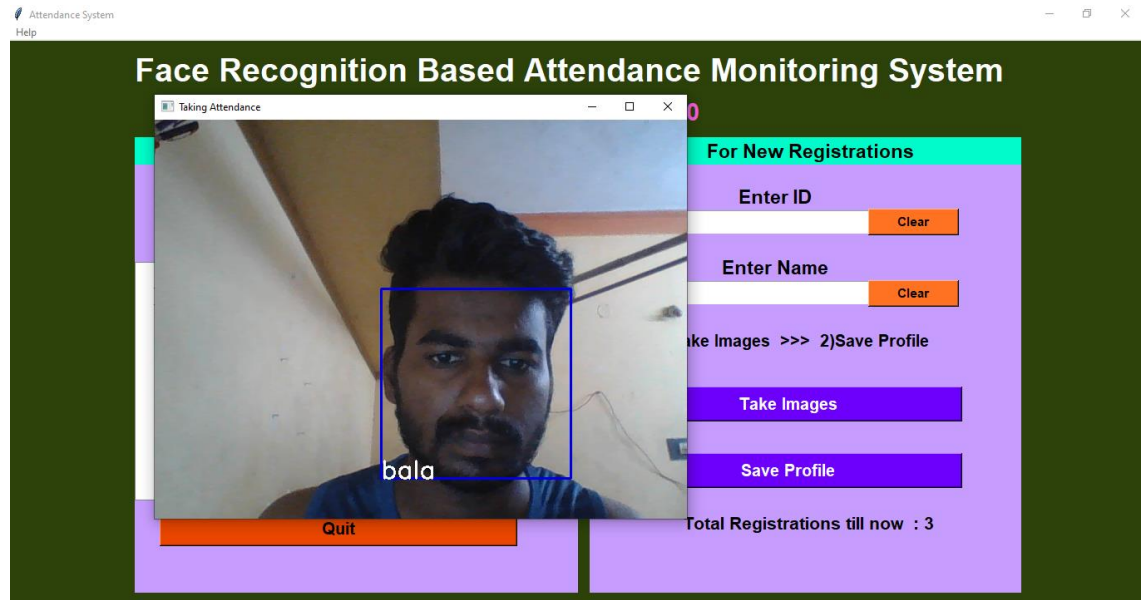 Attendance System
Help
Face Recognition Based Attendance Monitoring System
Taking Attendance
0
For New Registrations
Enter ID
Clear
Enter Name
Clear
ke Images >>> 2)Save Profile
Take Images
bala
Save Profile
Quit
Total Registrations till now : 3